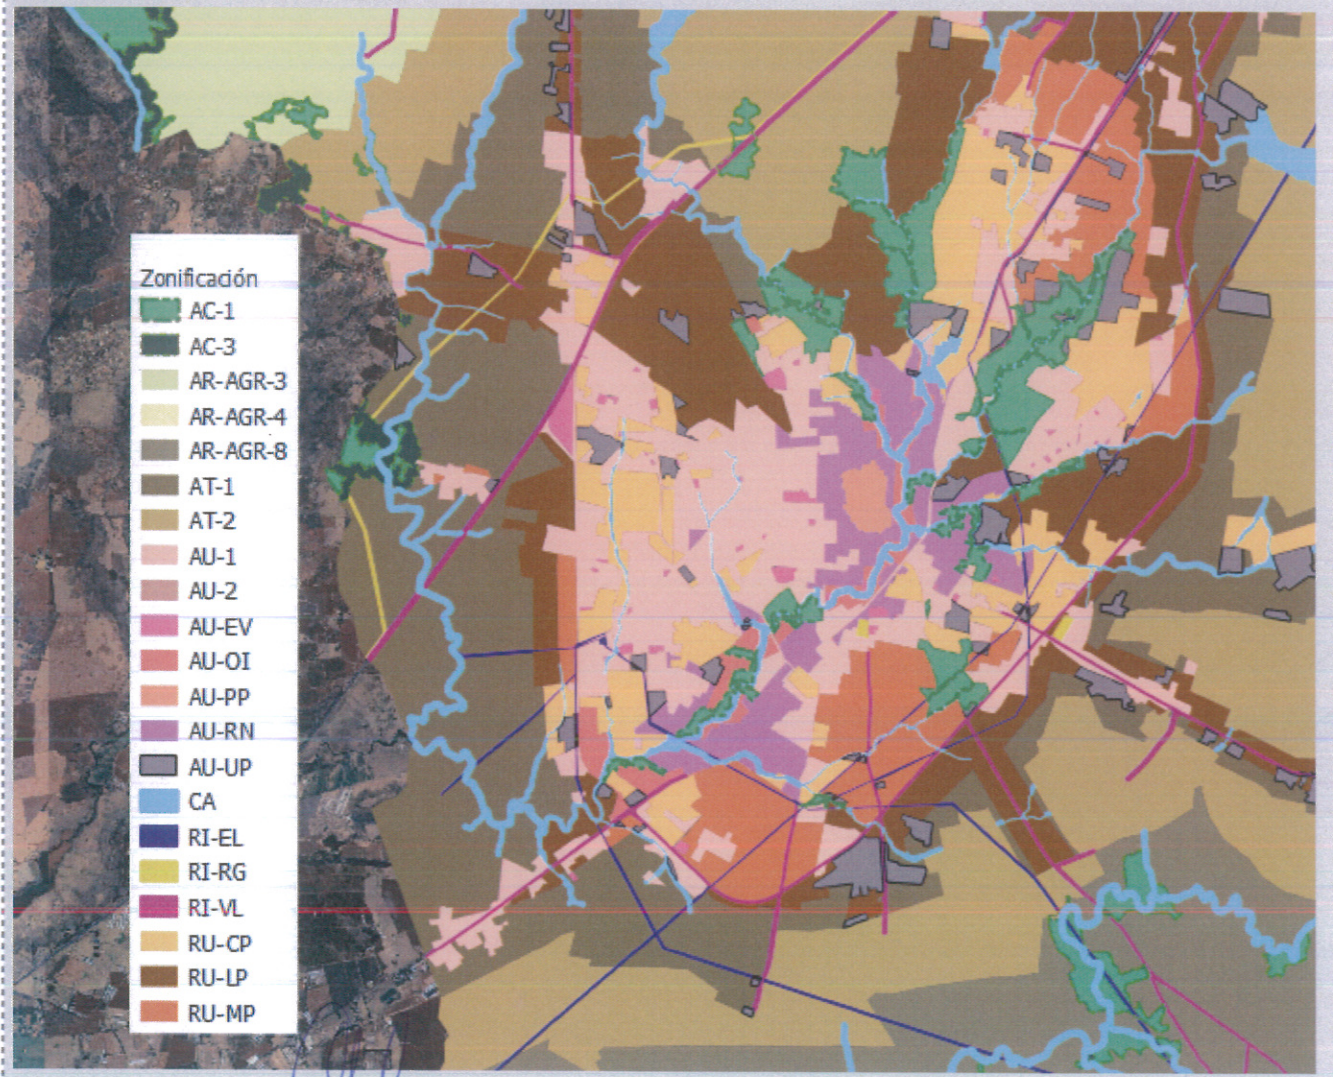 Zonificación
AC-1
AC-3
AR-AGR-3
AR-AGR-4
AR-AGR-8
AT-1
AT-2
AU-1
AU-2
AU-EV
AU-OI
AU-PP
AU-RN
AU-UP
CA
RI-EL
RI-RG
RI-VL
RU-CP
RU-LP
RU-MP